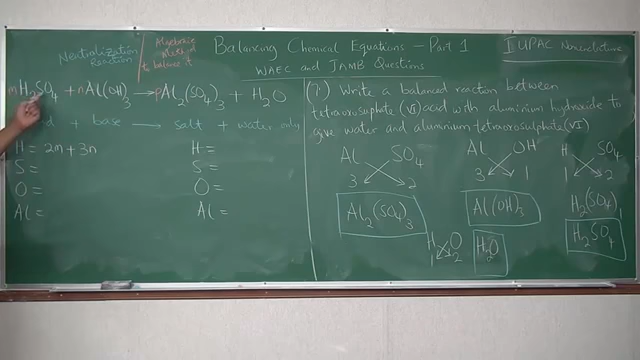 Neutralization Reaction
Algebraic Method to balance it
Balancing Chemical Equations - Part 1
WAEC and JAMB Questions
IUPAC Nomenclature
mH₂SO₄ + nAl(OH)₃ → pAl₂(SO₄)₃ + H₂O
+ base → salt + water only
H = 2m + 3n
H =
S =
S =
O =
O =
Al =
Al =
(1) Write a balanced reaction between
tetraoxosulphate (VI) acid with aluminium hydroxide to
give water and aluminium tetraoxosulphate (VI)
Al SO₄
3 2
Al₂(SO₄)₃
Al OH
3 1
Al(OH)₃
H SO₄
1 2
H₂(SO₄)₁
H₂SO₄
H O
1 2
H₂O